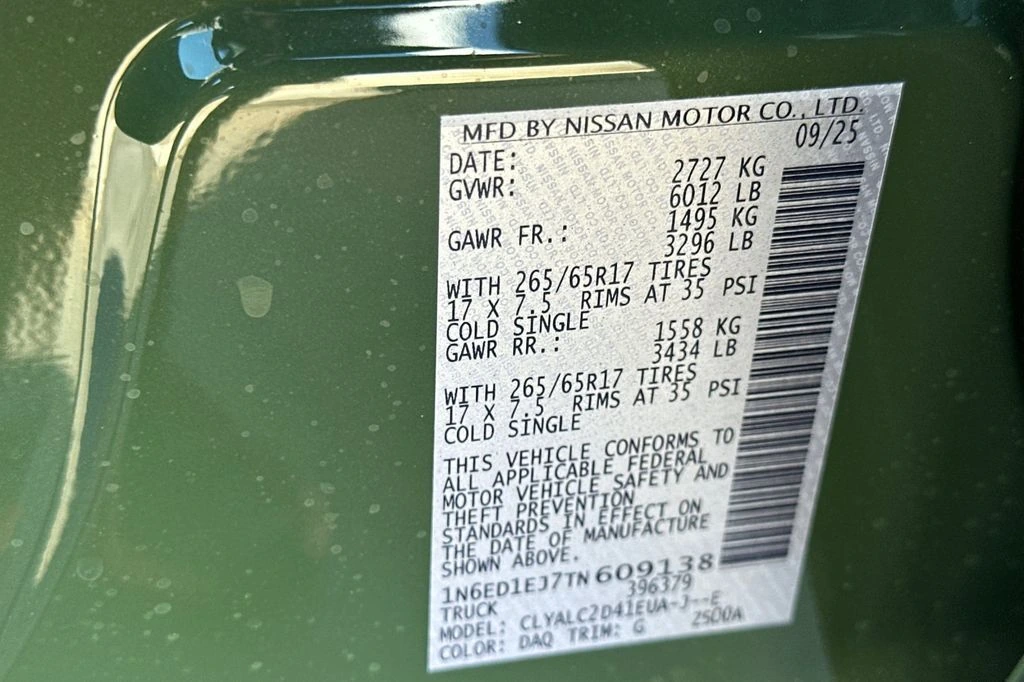 MFD BY NISSAN MOTOR CO., LTD.
DATE: 09/25
GVWR: 2727 KG
6012 LB
GAWR FR.: 1495 KG
3296 LB
WITH 265/65R17 TIRES
17 X 7.5 RIMS AT 35 PSI
COLD SINGLE
GAWR RR.: 1558 KG
3434 LB
WITH 265/65R17 TIRES
17 X 7.5 RIMS AT 35 PSI
COLD SINGLE
THIS VEHICLE CONFORMS TO
ALL APPLICABLE FEDERAL
MOTOR VEHICLE SAFETY AND
THEFT PREVENTION
STANDARDS IN EFFECT ON
THE DATE OF MANUFACTURE
SHOWN ABOVE.
1N6ED1EJ7TN609138
TRUCK 396379
MODEL: CLYALC2D41EUA-J--E
COLOR: DAQ TRIM: G 2500A